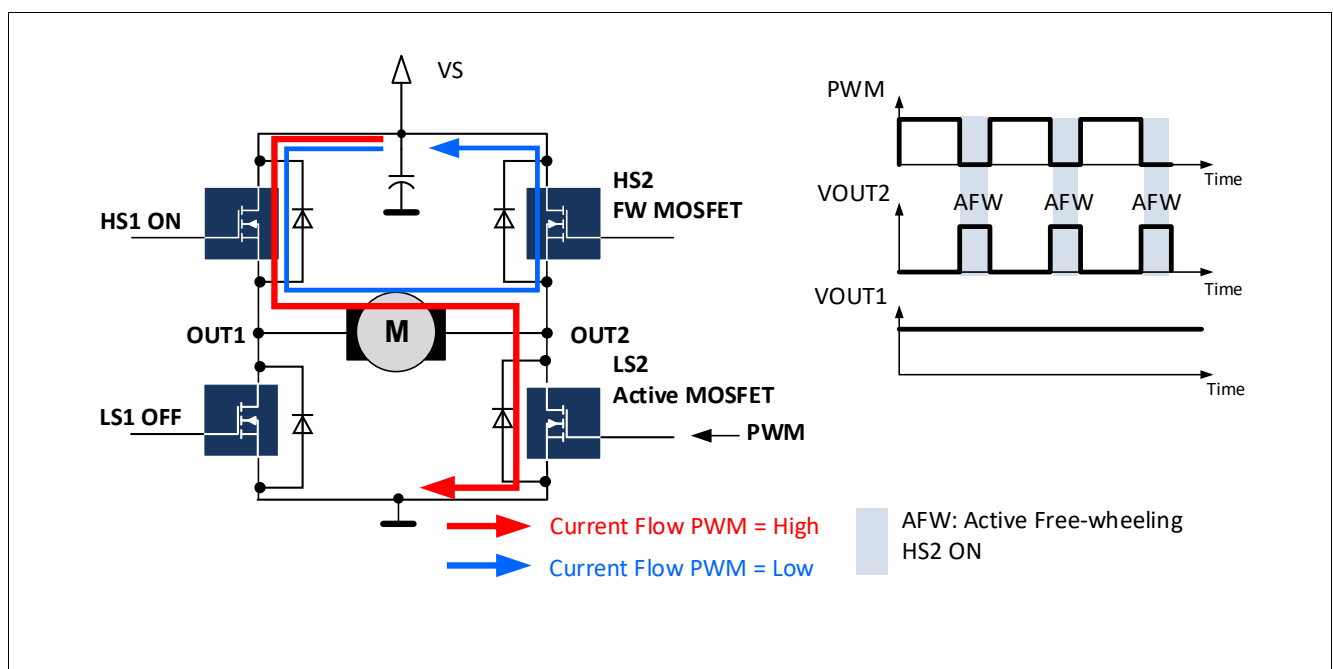 VS
HS1 ON
HS2
FW MOSFET
OUT1
M
OUT2
LS2
Active MOSFET
LS1 OFF
PWM
Current Flow PWM = High
Current Flow PWM = Low
PWM
Time
VOUT2
AFW
AFW
AFW
Time
VOUT1
Time
AFW: Active Free-wheeling
HS2 ON